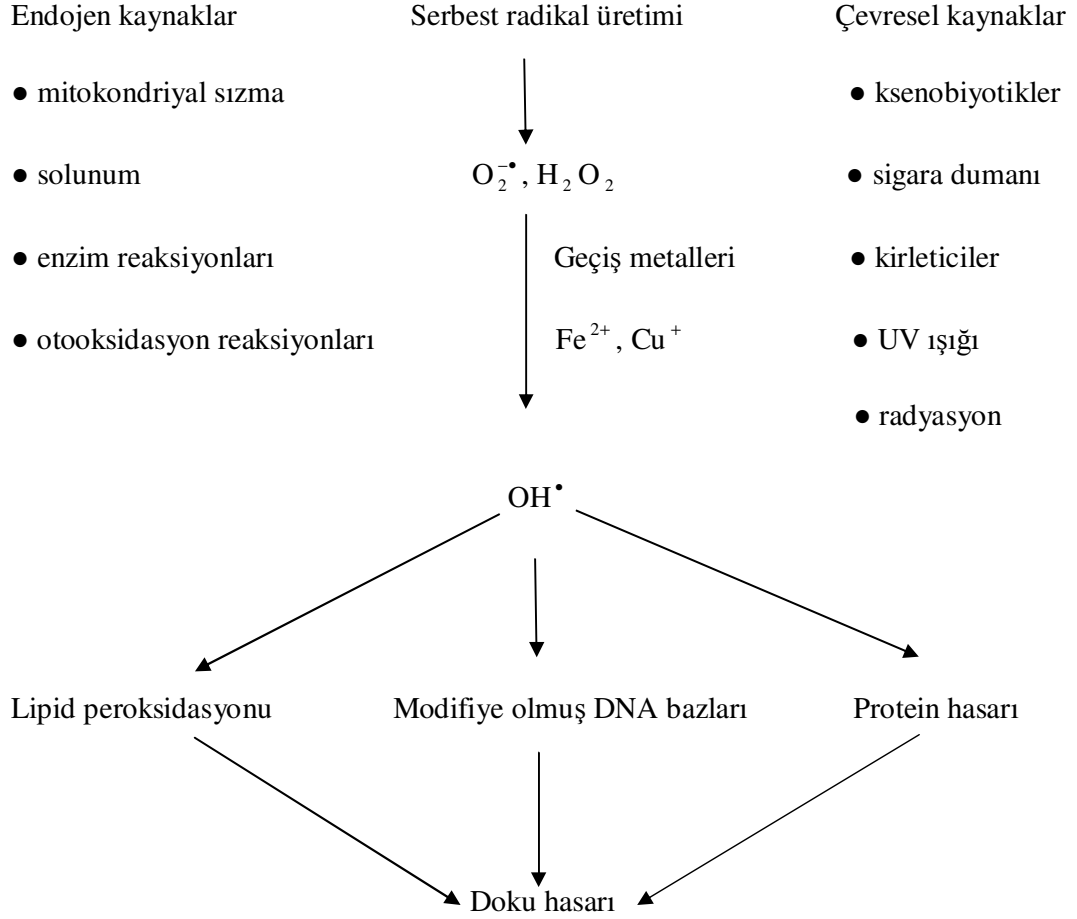 Endojen kaynaklar Serbest radikal üretimi Çevresel kaynaklar
● mitokondriyal sızma ● ksenobiyotikler
● solunum O₂⁻•, H₂O₂ ● sigara dumanı
● enzim reaksiyonları Geçiş metalleri ● kirleticiler
● otooksidasyon reaksiyonları Fe²⁺, Cu⁺ ● UV ışığı
● radyasyon
OH•
Lipid peroksidasyonu Modifiye olmuş DNA bazları Protein hasarı
Doku hasarı